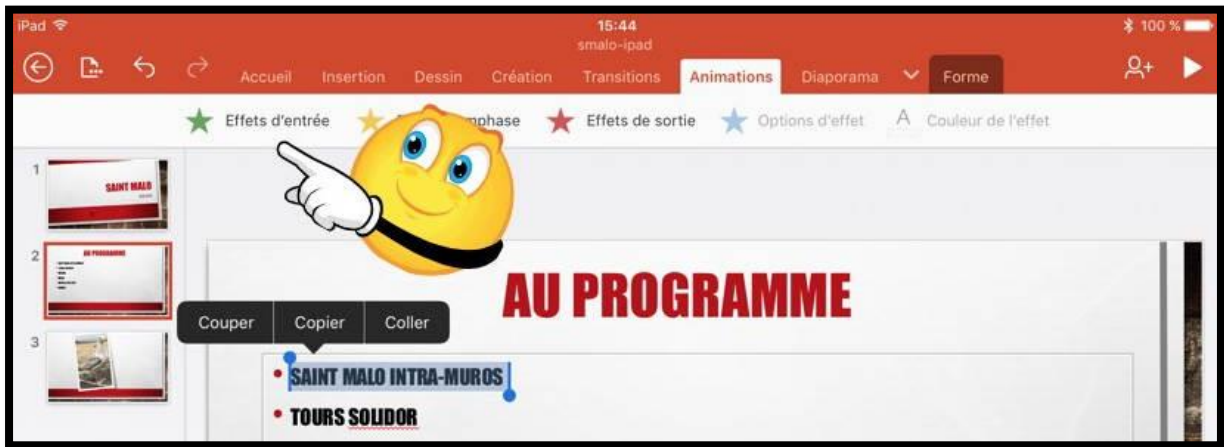 iPad 15:44 100 %
smalo-ipad
Accueil Insertion Dessin Création Transitions Animations Diaporama Forme
Effets d'entrée phase Effets de sortie Options d'effet A Couleur de l'effet
1
SAINT MALO
2
AU PROGRAMME
3
AU PROGRAMME
Couper Copier Coller
• SAINT MALO INTRA-MUROS
• TOURS SOLIDOR